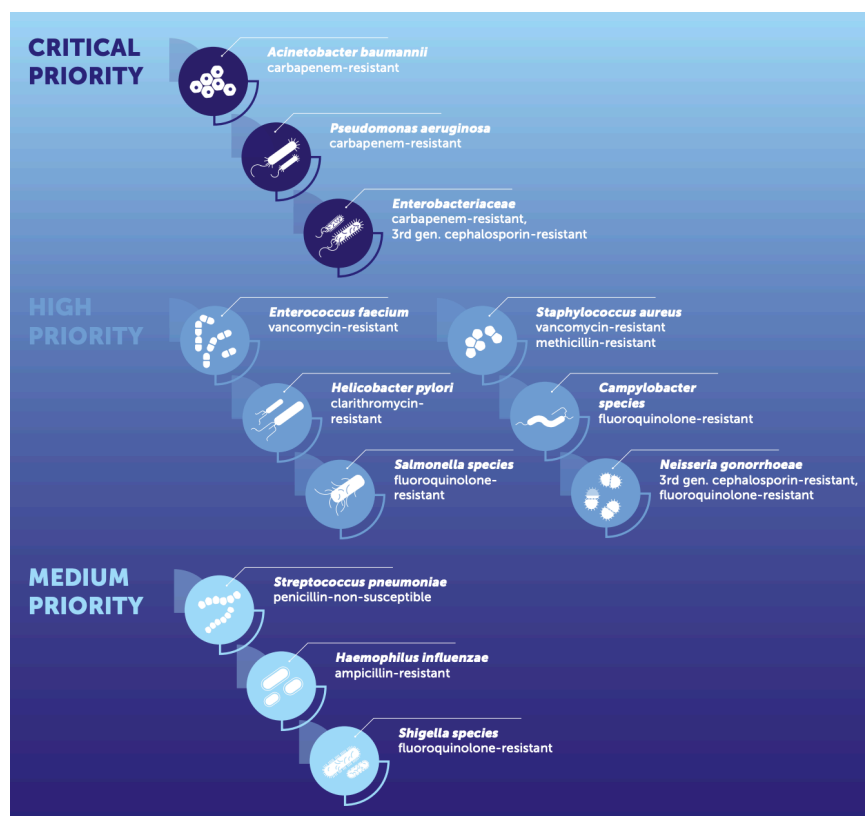 CRITICAL
PRIORITY
Acinetobacter baumannii
carbapenem-resistant
Pseudomonas aeruginosa
carbapenem-resistant
Enterobacteriaceae
carbapenem-resistant,
3rd gen. cephalosporin-resistant
HIGH
PRIORITY
Enterococcus faecium
vancomycin-resistant
Helicobacter pylori
clarithromycin-
resistant
Salmonella species
fluoroquinolone-
resistant
Staphylococcus aureus
vancomycin-resistant
methicillin-resistant
Campylobacter
species
fluoroquinolone-resistant
Neisseria gonorrhoeae
3rd gen. cephalosporin-resistant,
fluoroquinolone-resistant
MEDIUM
PRIORITY
Streptococcus pneumoniae
penicillin-non-susceptible
Haemophilus influenzae
ampicillin-resistant
Shigella species
fluoroquinolone-resistant